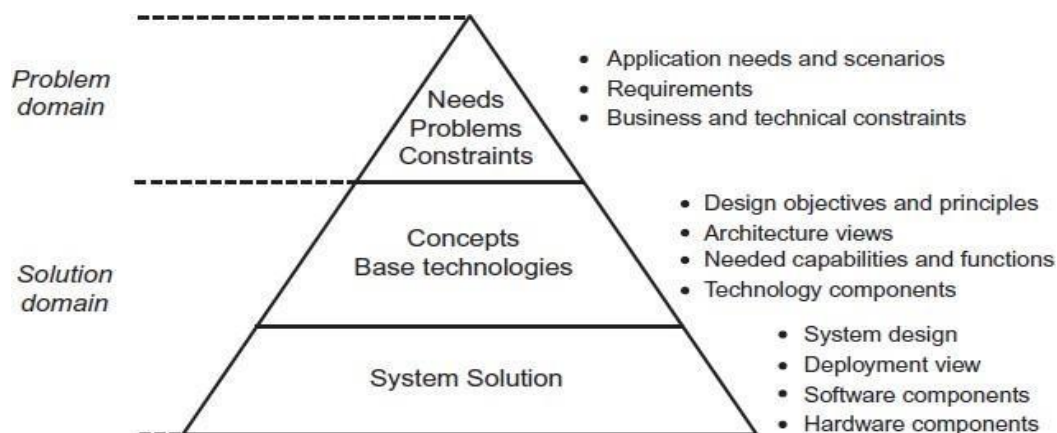 Problem
domain
Needs
Problems
Constraints
• Application needs and scenarios
• Requirements
• Business and technical constraints
Solution
domain
Concepts
Base technologies
• Design objectives and principles
• Architecture views
• Needed capabilities and functions
• Technology components
System Solution
• System design
• Deployment view
• Software components
• Hardware components